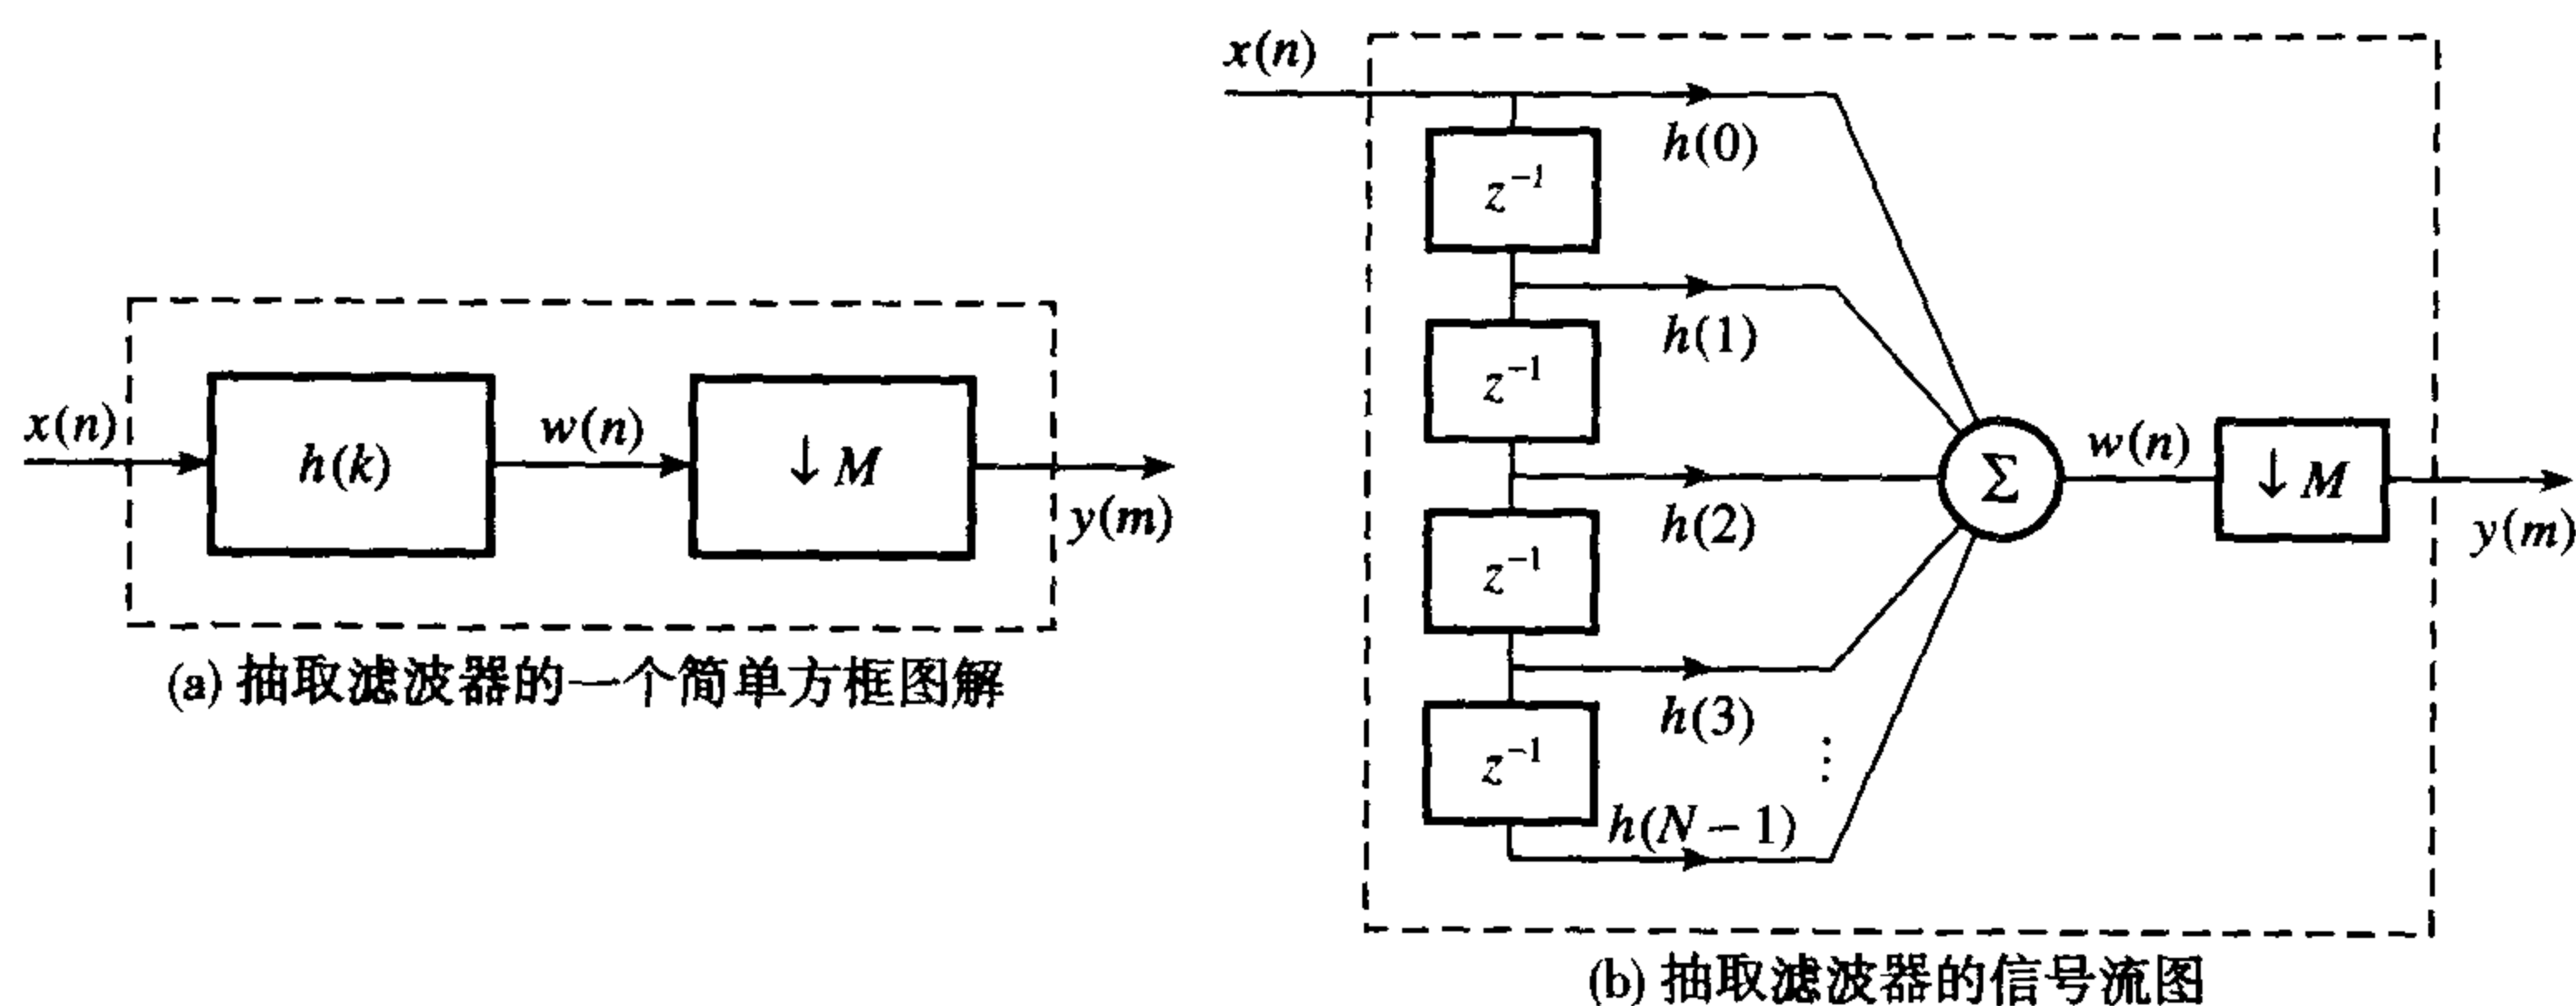 x(n)
h(k)
w(n)
↓ M
y(m)
(a) 抽取滤波器的一个简单方框图解
x(n)
h(0)
z⁻¹
h(1)
z⁻¹
h(2)
z⁻¹
h(3)
z⁻¹
⋮
h(N − 1)
Σ
w(n)
↓ M
y(m)
(b) 抽取滤波器的信号流图